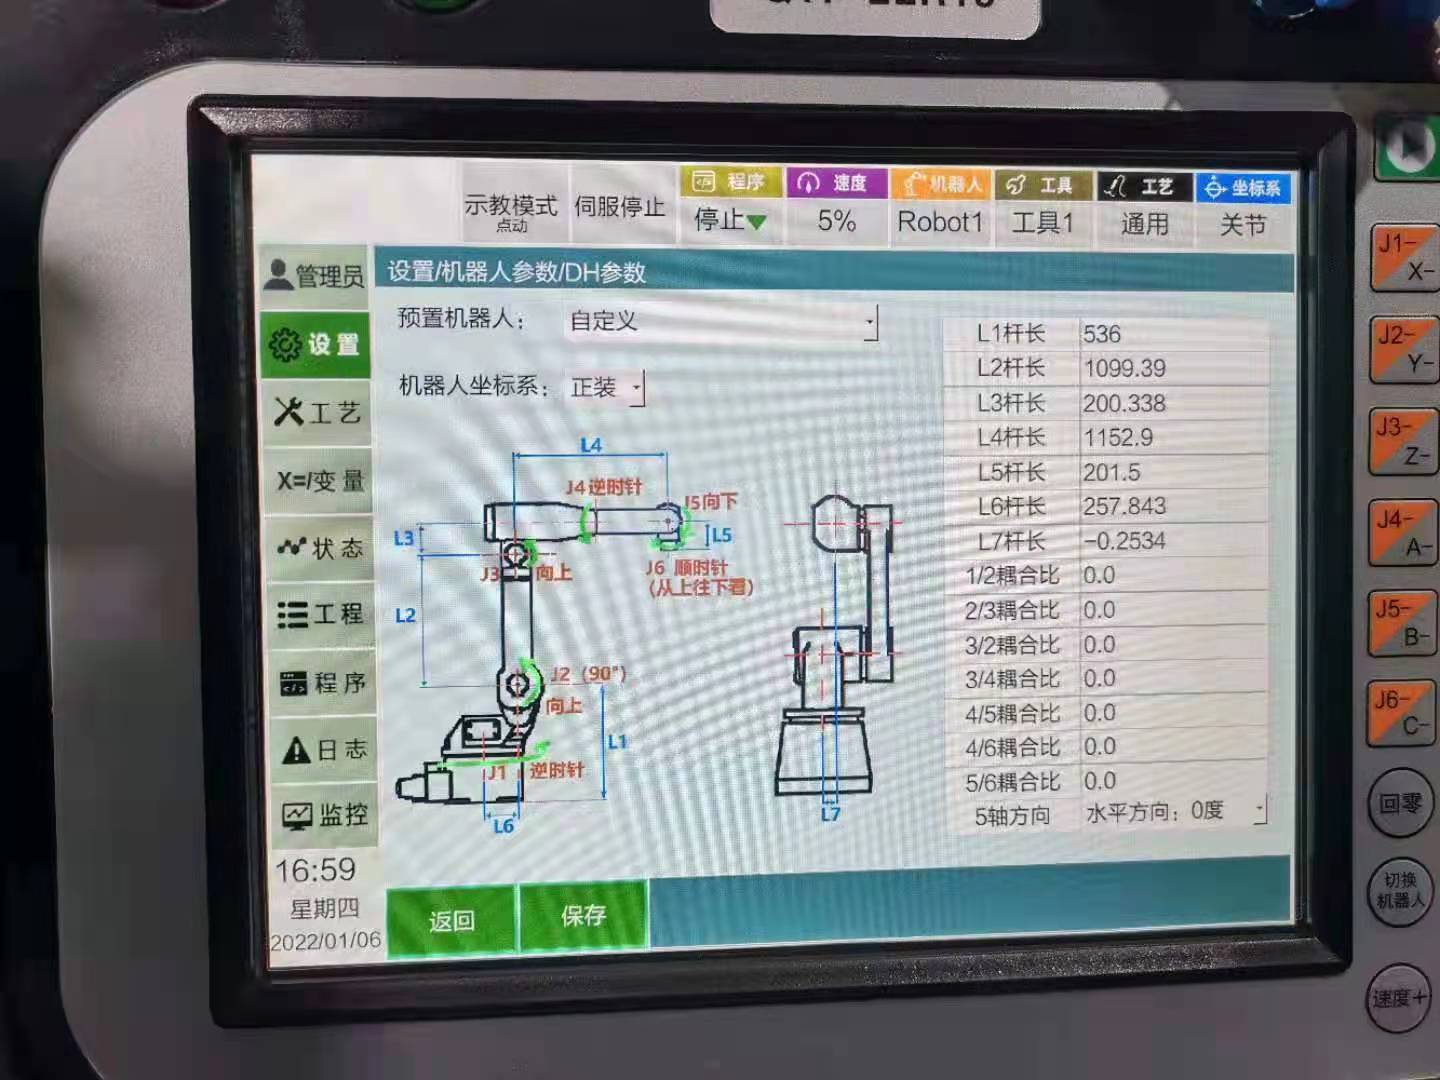 程序
速度
机器人
工具
工艺
坐标系
示教模式
点动
伺服停止
停止
5%
Robot1
工具1
通用
关节
管理员
设置
工艺
X=/变量
状态
工程
程序
日志
监控
16:59
星期四
2022/01/06
设置/机器人参数/DH参数
预置机器人：
自定义
机器人坐标系：
正装
L4
J4逆时针
J5向下
L3
L5
J3
向上
J6 顺时针
(从上往下看)
L2
J2 (90°)
向上
L1
J1
逆时针
L6
L7
L1杆长 536
L2杆长 1099.39
L3杆长 200.338
L4杆长 1152.9
L5杆长 201.5
L6杆长 257.843
L7杆长 -0.2534
1/2耦合比 0.0
2/3耦合比 0.0
3/2耦合比 0.0
3/4耦合比 0.0
4/5耦合比 0.0
4/6耦合比 0.0
5/6耦合比 0.0
5轴方向 水平方向：0度
返回
保存
J1-
X-
J2-
Y-
J3-
Z-
J4-
A-
J5-
B-
J6-
C-
回零
切换
机器人
速度+